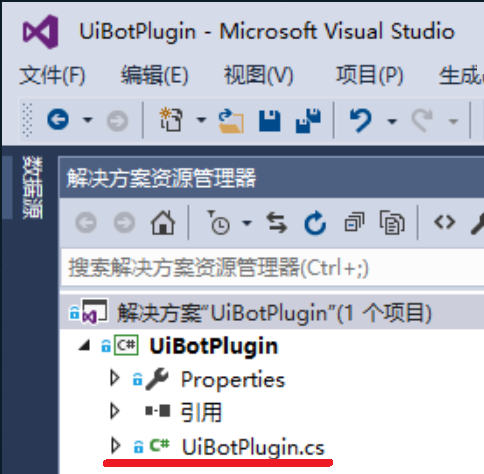 UiBotPlugin - Microsoft Visual Studio
文件(F) 编辑(E) 视图(V) 项目(P) 生成
数据源
解决方案资源管理器
搜索解决方案资源管理器(Ctrl+;)
解决方案"UiBotPlugin"(1 个项目)
C# UiBotPlugin
Properties
引用
C# UiBotPlugin.cs